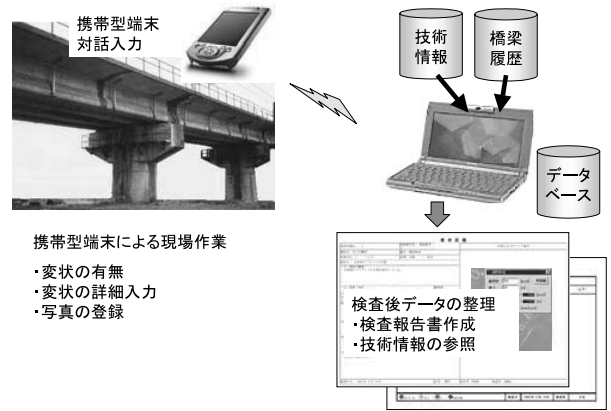 携帯型端末
対話入力
技術
情報
橋梁
履歴
データ
ベース
携帯型端末による現場作業
・変状の有無
・変状の詳細入力
・写真の登録
検査後データの整理
・検査報告書作成
・技術情報の参照